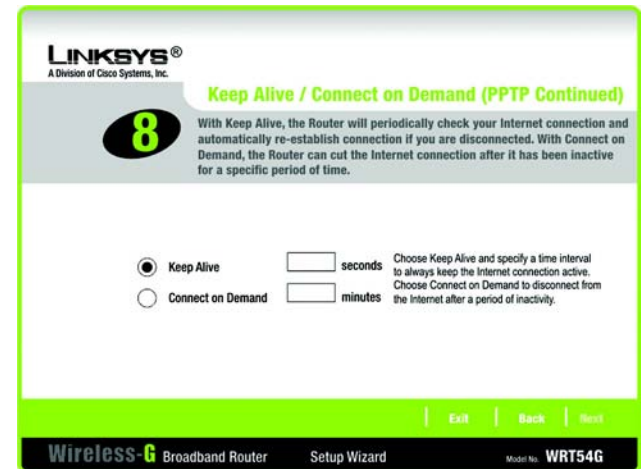 LINKSYS®
A Division of Cisco Systems, Inc.
Keep Alive / Connect on Demand (PPTP Continued)
8
With Keep Alive, the Router will periodically check your Internet connection and
automatically re-establish connection if you are disconnected. With Connect on
Demand, the Router can cut the Internet connection after it has been inactive
for a specific period of time.
Keep Alive seconds
Choose Keep Alive and specify a time interval
to always keep the Internet connection active.
Connect on Demand minutes
Choose Connect on Demand to disconnect from
the Internet after a period of inactivity.
Exit Back Next
Wireless-G Broadband Router Setup Wizard Model No. WRT54G